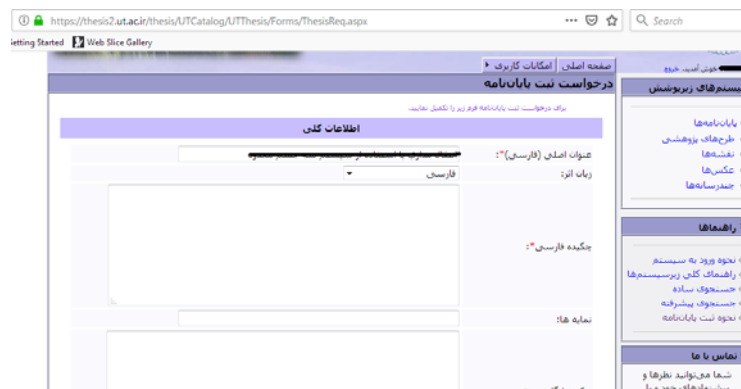 https://thesis2.ut.ac.ir/thesis/UTCatalog/UTThesis/Forms/ThesisReq.aspx
Search
Getting Started
Web Slice Gallery
صفحه اصلی
امکانات کاربری
خوش آمدید. خروج
درخواست ثبت پایان‌نامه
برای درخواست ثبت پایان‌نامه فرم زیر را تکمیل نمایید.
اطلاعات کلی
عنوان اصلی (فارسی)*:
زبان اثر:
فارسی
چکیده فارسی*:
نمایه ها:
سیستم‌های زیرپوشش
پایان‌نامه‌ها
طرح‌های پژوهشی
نقشه‌ها
عکس‌ها
چندرسانه‌ها
راهنماها
نحوه ورود به سیستم
راهنمای کلی زیرسیستم‌ها
جستجوی ساده
جستجوی پیشرفته
نحوه ثبت پایان‌نامه
تماس با ما
شما می‌توانید نظرها و